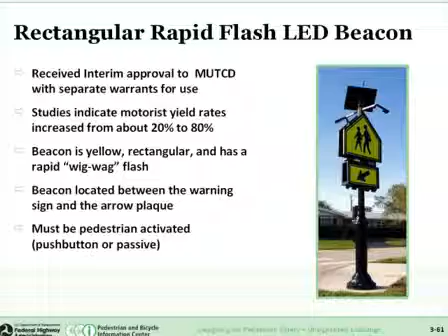 Rectangular Rapid Flash LED Beacon
Received Interim approval to MUTCD
with separate warrants for use
Studies indicate motorist yield rates
increased from about 20% to 80%
Beacon is yellow, rectangular, and has a
rapid "wig-wag" flash
Beacon located between the warning
sign and the arrow plaque
Must be pedestrian activated
(pushbutton or passive)
Federal Highway
Pedestrian and Bicycle
Information Center
3-61